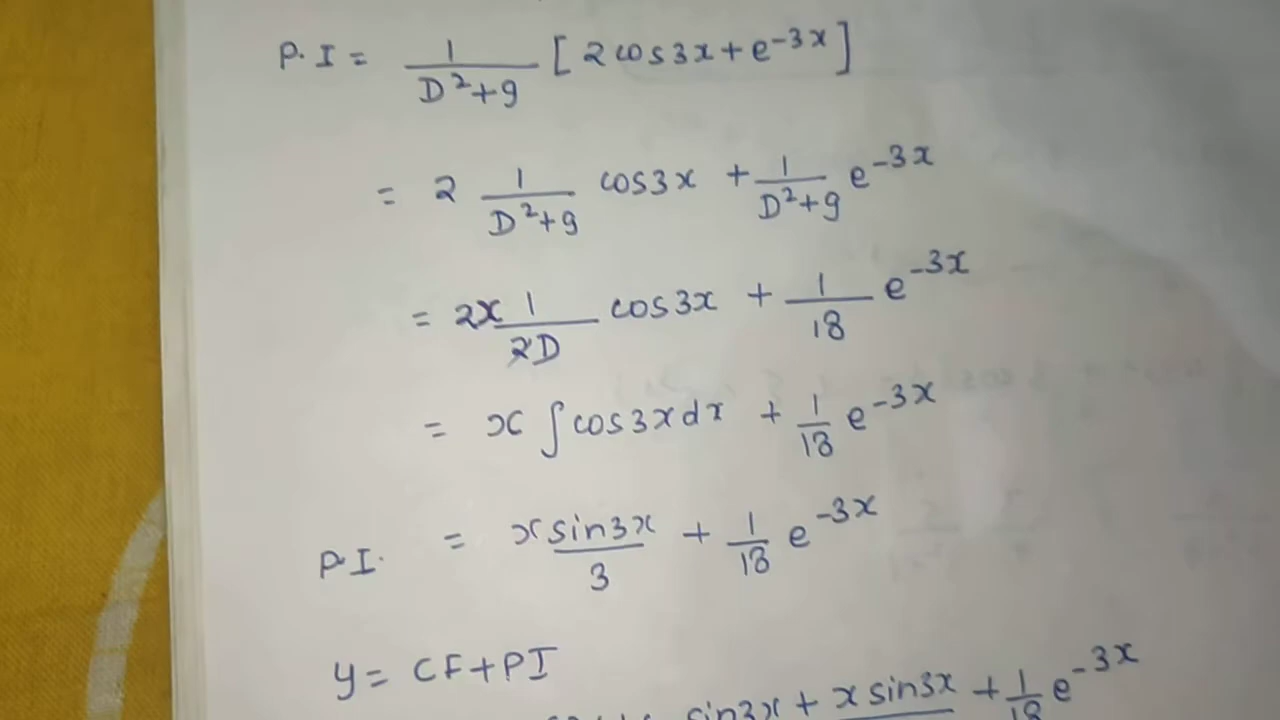 P.I = 1/(D²+9) [2cos3x + e^-3x]
= 2 1/(D²+9) cos3x + 1/(D²+9) e^-3x
= 2x 1/(2D) cos3x + 1/18 e^-3x
= x ∫cos3x dx + 1/18 e^-3x
P.I. = x sin3x/3 + 1/18 e^-3x
y = CF+PI
sin3x + x sin3x + 1/18 e^-3x